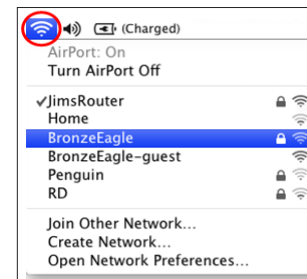 (Charged)
AirPort: On
Turn AirPort Off
✓JimsRouter
Home
BronzeEagle
BronzeEagle-guest
Penguin
RD
Join Other Network...
Create Network...
Open Network Preferences...